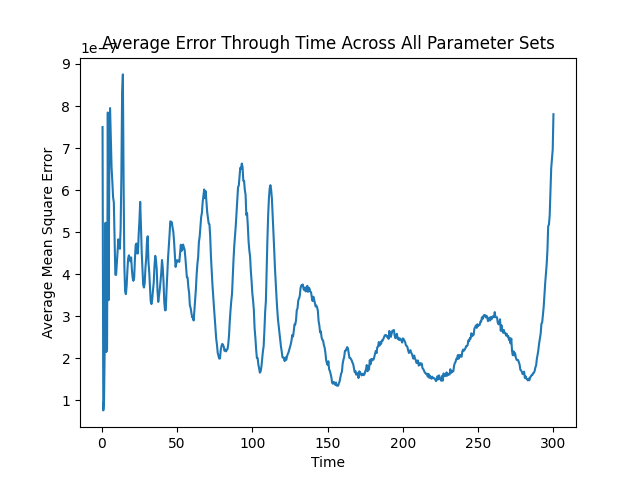 Average Error Through Time Across All Parameter Sets
1e−7
9
8
7
6
5
4
3
2
1
Average Mean Square Error
0 50 100 150 200 250 300
Time